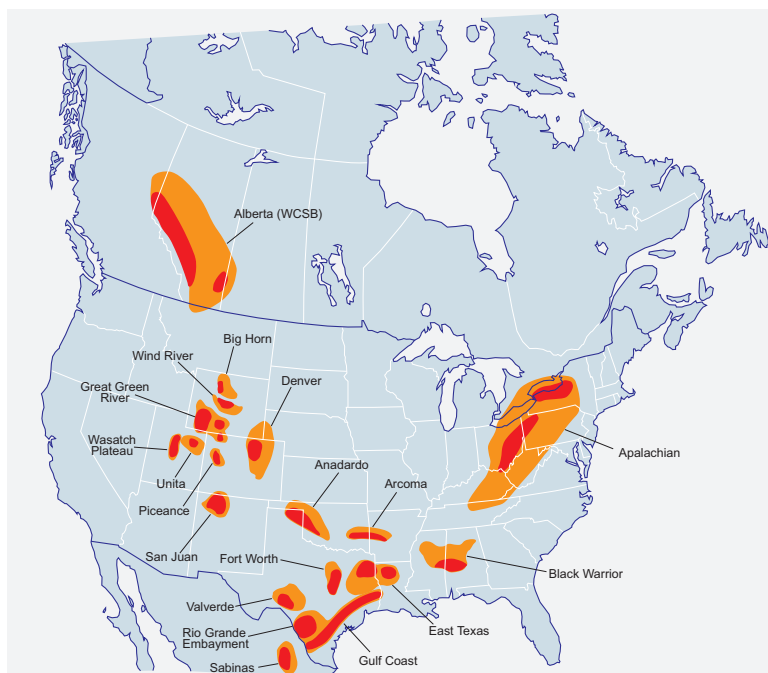 Alberta (WCSB)
Big Horn
Wind River
Great Green
River
Denver
Wasatch
Plateau
Unita
Piceance
San Juan
Anadardo
Arcoma
Apalachian
Fort Worth
Black Warrior
Valverde
Rio Grande
Embayment
East Texas
Gulf Coast
Sabinas